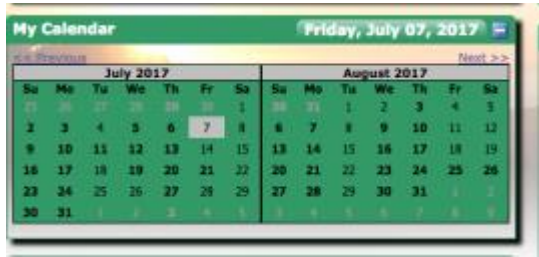 My Calendar Friday, July 07, 2017
<< Previous Next >>
July 2017 August 2017
Su Mo Tu We Th Fr Sa Su Mo Tu We Th Fr Sa
25 26 27 28 29 30 1 30 31 1 2 3 4 5
2 3 4 5 6 7 8 6 7 8 9 10 11 12
9 10 11 12 13 14 15 13 14 15 16 17 18 19
16 17 18 19 20 21 22 20 21 22 23 24 25 26
23 24 25 26 27 28 29 27 28 29 30 31 1 2
30 31 1 2 3 4 5 3 4 5 6 7 8 9